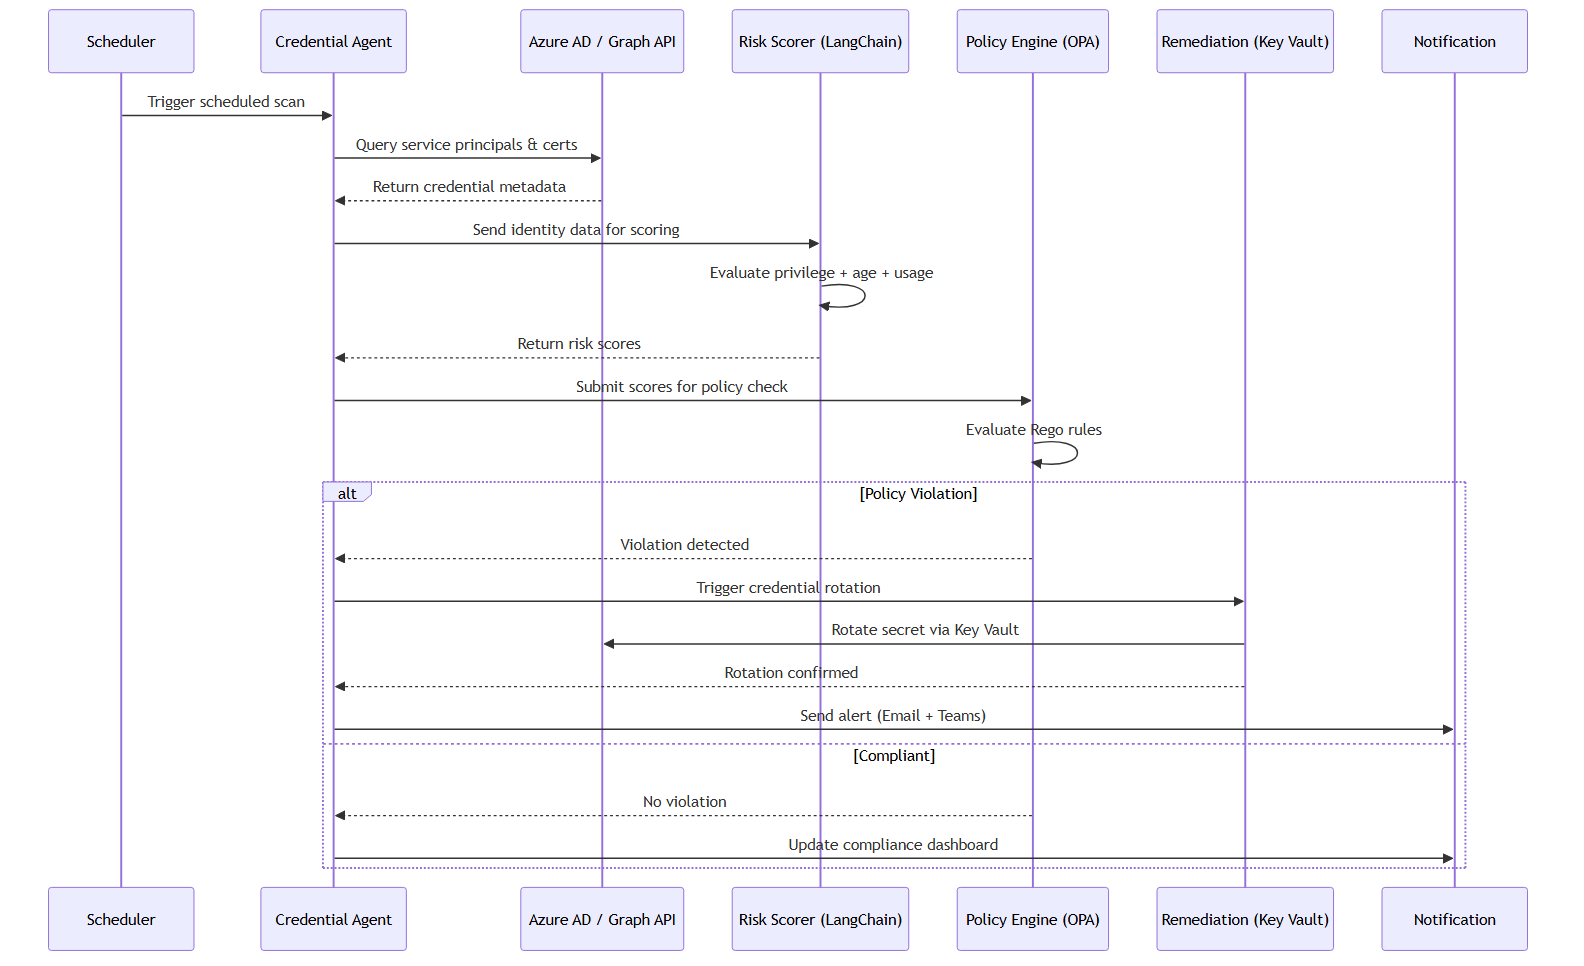 Scheduler
Credential Agent
Azure AD / Graph API
Risk Scorer (LangChain)
Policy Engine (OPA)
Remediation (Key Vault)
Notification
Trigger scheduled scan
Query service principals & certs
Return credential metadata
Send identity data for scoring
Evaluate privilege + age + usage
Return risk scores
Submit scores for policy check
Evaluate Rego rules
alt
[Policy Violation]
Violation detected
Trigger credential rotation
Rotate secret via Key Vault
Rotation confirmed
Send alert (Email + Teams)
[Compliant]
No violation
Update compliance dashboard
Scheduler
Credential Agent
Azure AD / Graph API
Risk Scorer (LangChain)
Policy Engine (OPA)
Remediation (Key Vault)
Notification